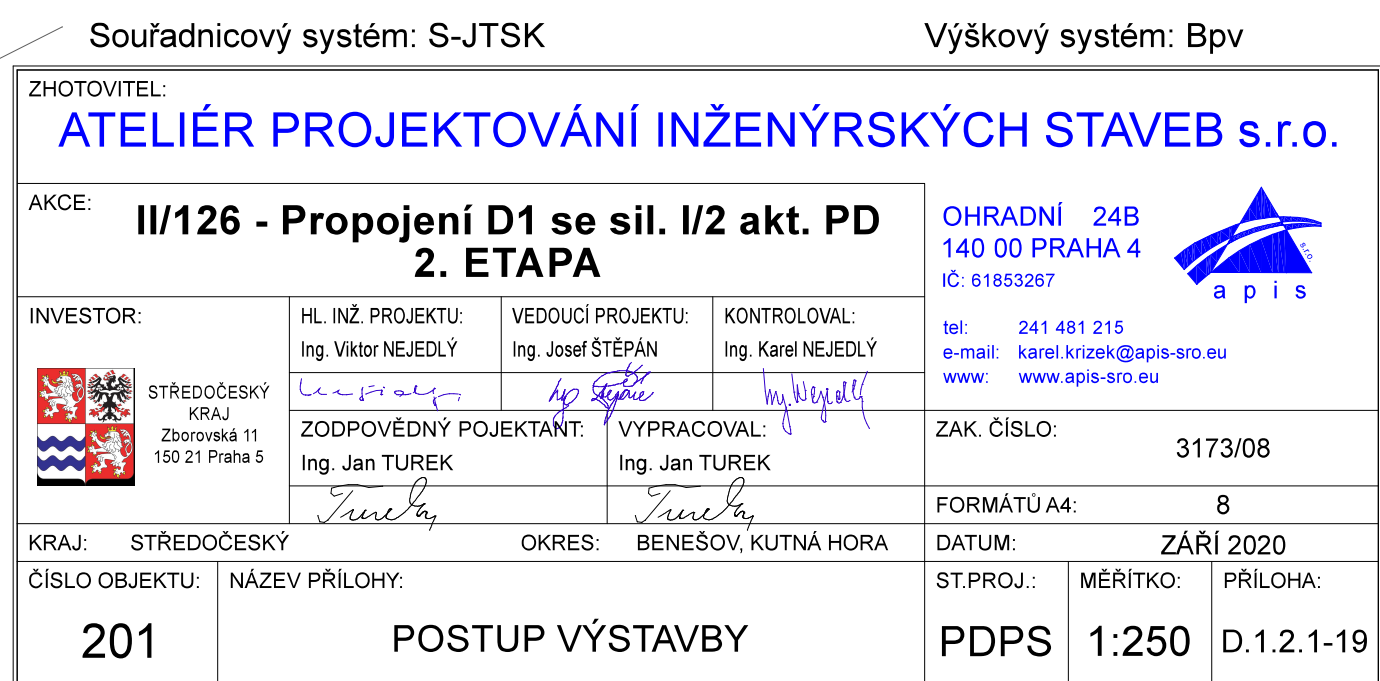 Souřadnicový systém: S-JTSK
Výškový systém: Bpv
ZHOTOVITEL:
ATELIÉR PROJEKTOVÁNÍ INŽENÝRSKÝCH STAVEB s.r.o.
AKCE:
II/126 - Propojení D1 se sil. I/2 akt. PD
2. ETAPA
OHRADNÍ 24B
140 00 PRAHA 4
IČ: 61853267
s.r.o.
apis
tel: 241 481 215
e-mail: karel.krizek@apis-sro.eu
www: www.apis-sro.eu
INVESTOR:
STŘEDOČESKÝ
KRAJ
Zborovská 11
150 21 Praha 5
HL. INŽ. PROJEKTU:
Ing. Viktor NEJEDLÝ
VEDOUCÍ PROJEKTU:
Ing. Josef ŠTĚPÁN
KONTROLOVAL:
Ing. Karel NEJEDLÝ
ZODPOVĚDNÝ POJEKTANT:
Ing. Jan TUREK
VYPRACOVAL:
Ing. Jan TUREK
ZAK. ČÍSLO:
3173/08
FORMÁTŮ A4:
8
KRAJ: STŘEDOČESKÝ
OKRES: BENEŠOV, KUTNÁ HORA
DATUM:
ZÁŘÍ 2020
ČÍSLO OBJEKTU:
201
NÁZEV PŘÍLOHY:
POSTUP VÝSTAVBY
ST.PROJ.:
PDPS
MĚŘÍTKO:
1:250
PŘÍLOHA:
D.1.2.1-19